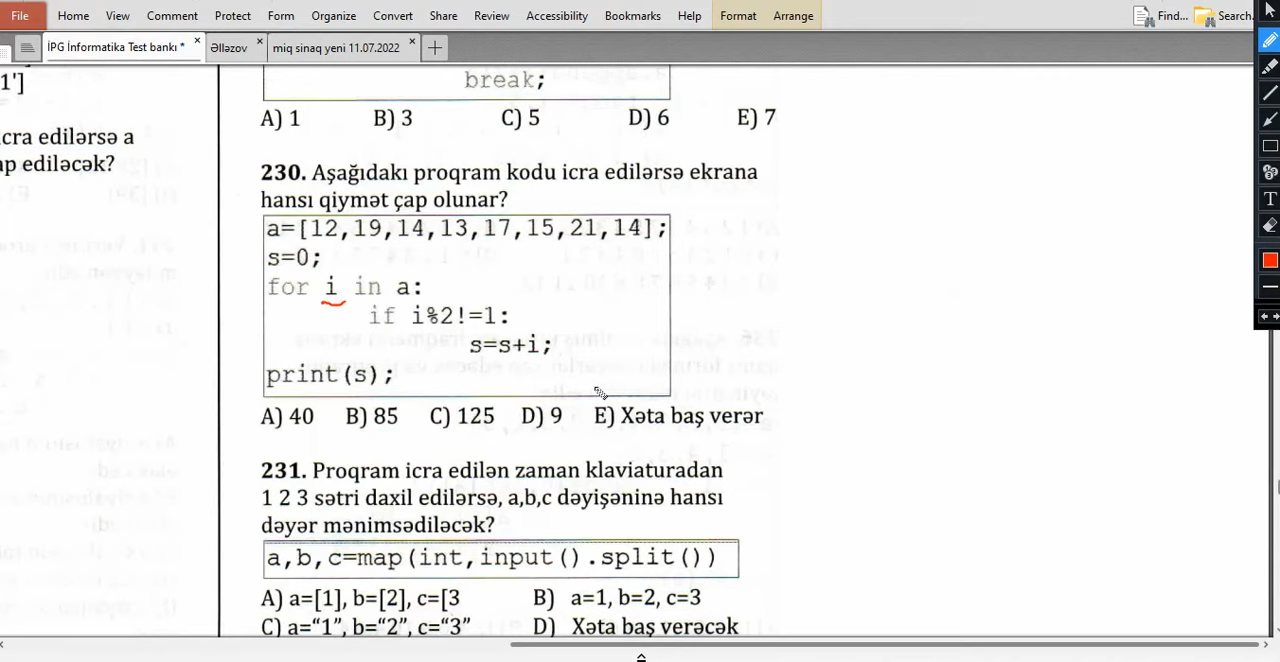 File Home View Comment Protect Form Organize Convert Share Review Accessibility Bookmarks Help Format Arrange Find... Search.
İPG İnformatika Test bankı * × Əlləzov × miq sinaq yeni 11.07.2022 ×
1']
icra edilərsə a
ap ediləcək?
break;
A) 1 B) 3 C) 5 D) 6 E) 7
230. Aşağıdakı proqram kodu icra edilərsə ekrana
hansı qiymət çap olunar?
a=[12,19,14,13,17,15,21,14];
s=0;
for i in a:
if i%2!=1:
s=s+i;
print(s);
A) 40 B) 85 C) 125 D) 9 E) Xəta baş verər
231. Proqram icra edilən zaman klaviaturadan
1 2 3 sətri daxil edilərsə, a,b,c dəyişəninə hansı
dəyər mənimsədiləcək?
a,b,c=map(int,input().split())
A) a=[1], b=[2], c=[3 B) a=1, b=2, c=3
C) a=“1”, b=“2”, c=“3” D) Xəta baş verəcək